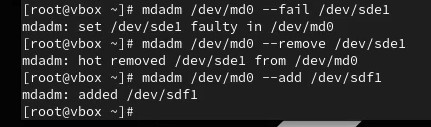 [root@vbox ~]# mdadm /dev/md0 --fail /dev/sde1
mdadm: set /dev/sde1 faulty in /dev/md0
[root@vbox ~]# mdadm /dev/md0 --remove /dev/sde1
mdadm: hot removed /dev/sde1 from /dev/md0
[root@vbox ~]# mdadm /dev/md0 --add /dev/sdf1
mdadm: added /dev/sdf1
[root@vbox ~]#